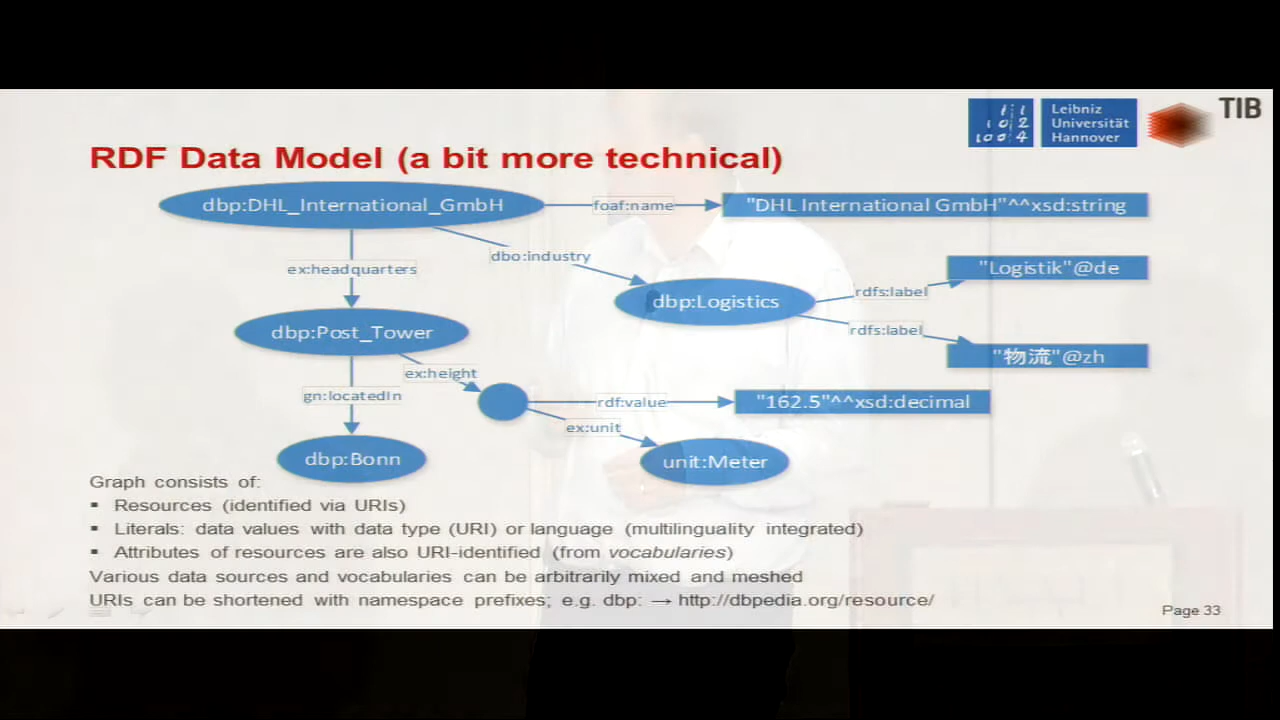 Leibniz
Universität
Hannover
TIB
RDF Data Model (a bit more technical)
dbp:DHL_International_GmbH
foaf:name
"DHL International GmbH"^^xsd:string
dbo:industry
ex:headquarters
"Logistik"@de
rdfs:label
dbp:Logistics
dbp:Post_Tower
rdfs:label
"物流"@zh
ex:height
gn:locatedIn
rdf:value
"162.5"^^xsd:decimal
ex:unit
dbp:Bonn
unit:Meter
Graph consists of:
▪ Resources (identified via URIs)
▪ Literals: data values with data type (URI) or language (multilinguality integrated)
▪ Attributes of resources are also URI-identified (from vocabularies)
Various data sources and vocabularies can be arbitrarily mixed and meshed
URIs can be shortened with namespace prefixes; e.g. dbp: → http://dbpedia.org/resource/
Page 33